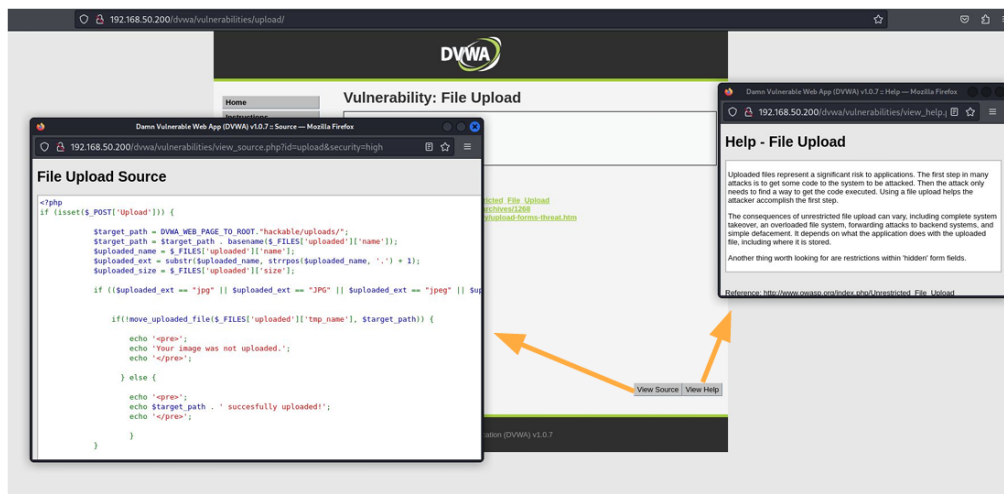 192.168.50.200/dvwa/vulnerabilities/upload/
DVWA
Home
Instructions
Vulnerability: File Upload
Damn Vulnerable Web App (DVWA) v1.0.7 :: Source — Mozilla Firefox
192.168.50.200/dvwa/vulnerabilities/view_source.php?id=upload&security=high
File Upload Source
<?php
if (isset($_POST['Upload'])) {
$target_path = DVWA_WEB_PAGE_TO_ROOT."hackable/uploads/";
$target_path = $target_path . basename($_FILES['uploaded']['name']);
$uploaded_name = $_FILES['uploaded']['name'];
$uploaded_ext = substr($uploaded_name, strrpos($uploaded_name, '.') + 1);
$uploaded_size = $_FILES['uploaded']['size'];
if (($uploaded_ext == "jpg" || $uploaded_ext == "JPG" || $uploaded_ext == "jpeg" || $up
if(!move_uploaded_file($_FILES['uploaded']['tmp_name'], $target_path)) {
echo '<pre>';
echo 'Your image was not uploaded.';
echo '</pre>';
} else {
echo '<pre>';
echo $target_path . ' succesfully uploaded!';
echo '</pre>';
}
}
ricted_File_Upload
archives/1268
/upload-forms-threat.htm
View Source
View Help
ation (DVWA) v1.0.7
Damn Vulnerable Web App (DVWA) v1.0.7 :: Help — Mozilla Firefox
192.168.50.200/dvwa/vulnerabilities/view_help.p
Help - File Upload
Uploaded files represent a significant risk to applications. The first step in many
attacks is to get some code to the system to be attacked. Then the attack only
needs to find a way to get the code executed. Using a file upload helps the
attacker accomplish the first step.
The consequences of unrestricted file upload can vary, including complete system
takeover, an overloaded file system, forwarding attacks to backend systems, and
simple defacement. It depends on what the application does with the uploaded
file, including where it is stored.
Another thing worth looking for are restrictions within 'hidden' form fields.
Reference: http://www.owasp.org/index.php/Unrestricted_File_Upload